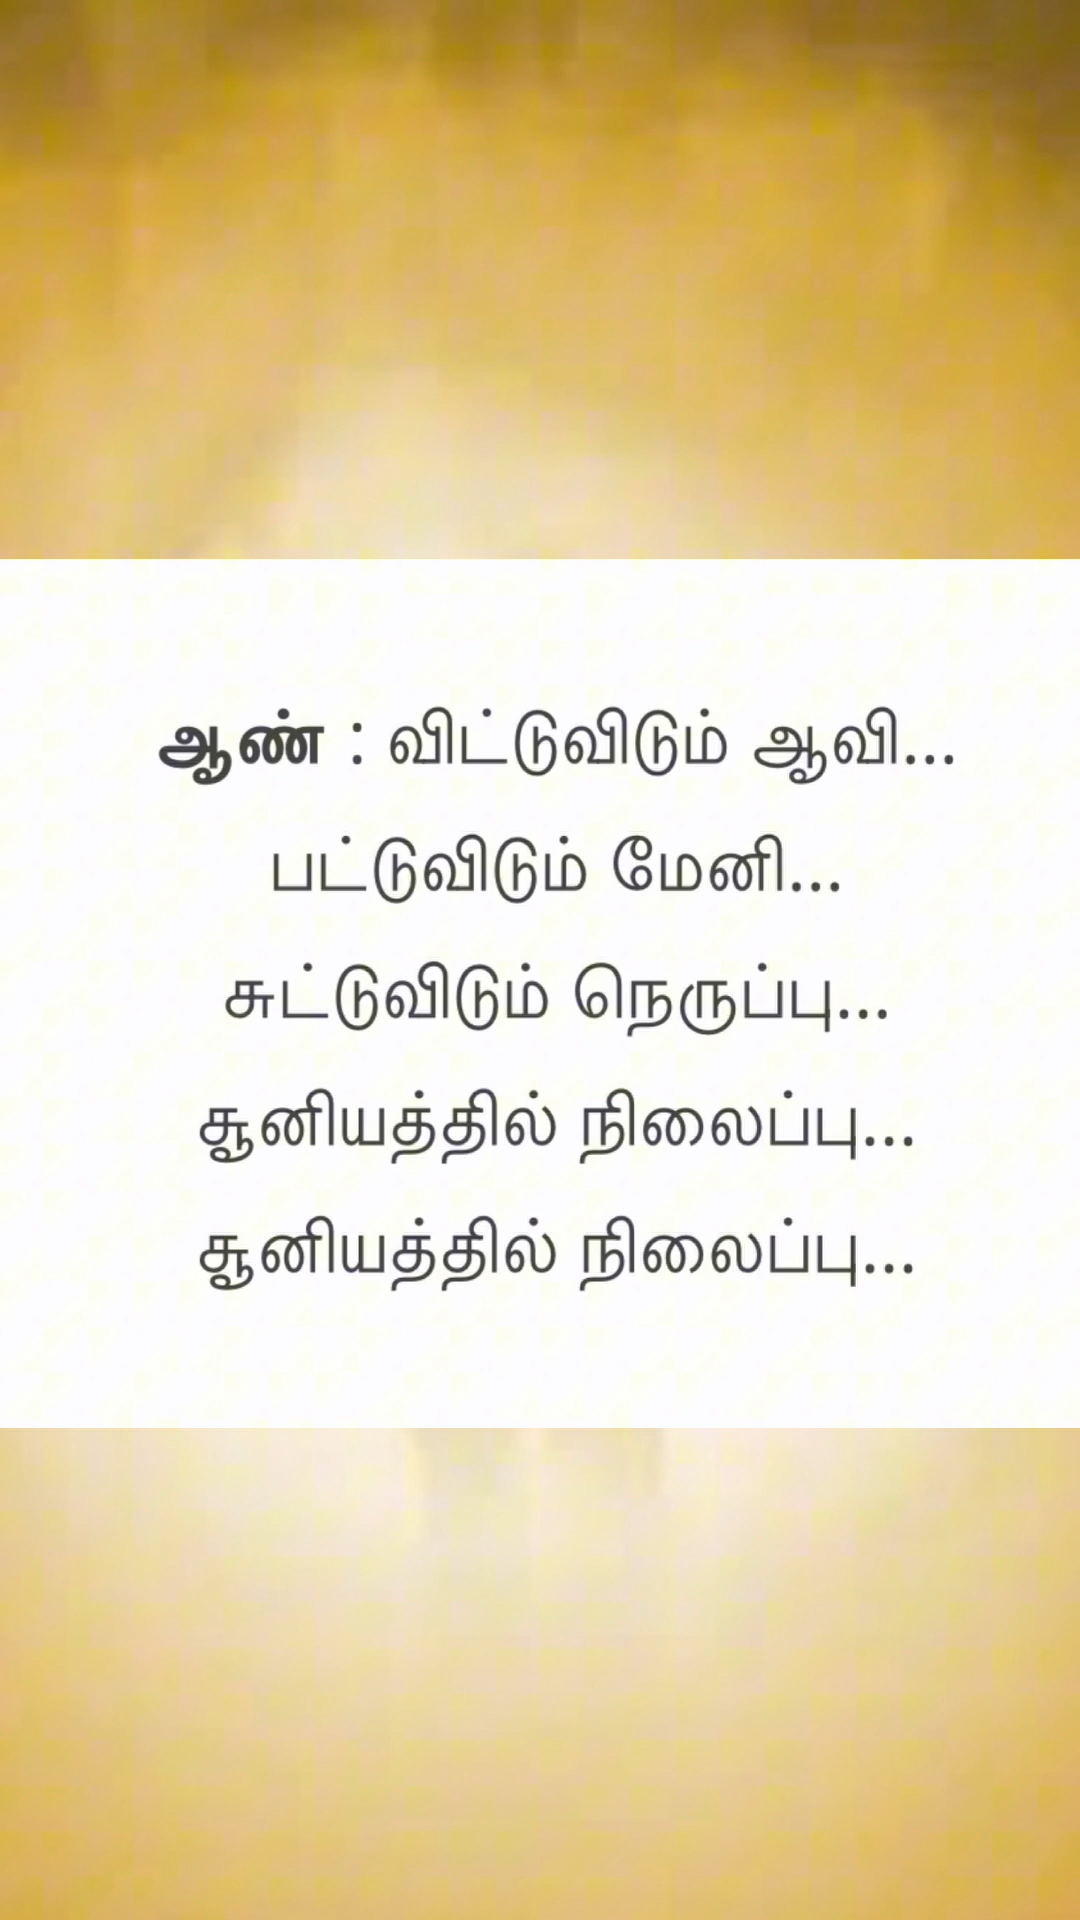 ஆண் : விட்டுவிடும் ஆவி...
பட்டுவிடும் மேனி...
சுட்டுவிடும் நெருப்பு...
சூனியத்தில் நிலைப்பு...
சூனியத்தில் நிலைப்பு...